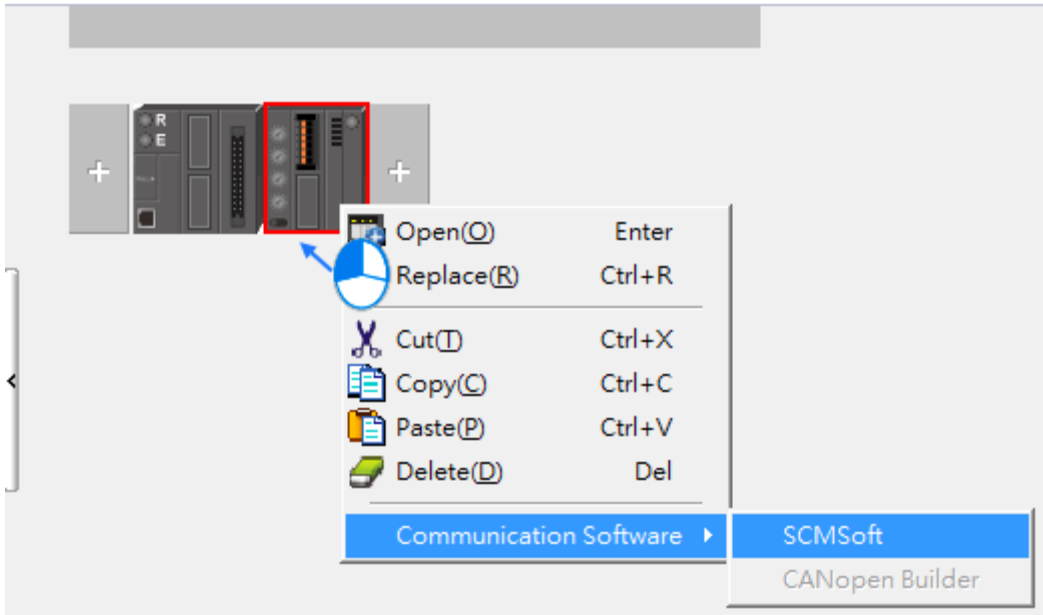 R
E
Open(O) Enter
Replace(R) Ctrl+R
Cut(T) Ctrl+X
Copy(C) Ctrl+C
Paste(P) Ctrl+V
Delete(D) Del
Communication Software SCMSoft
CANopen Builder